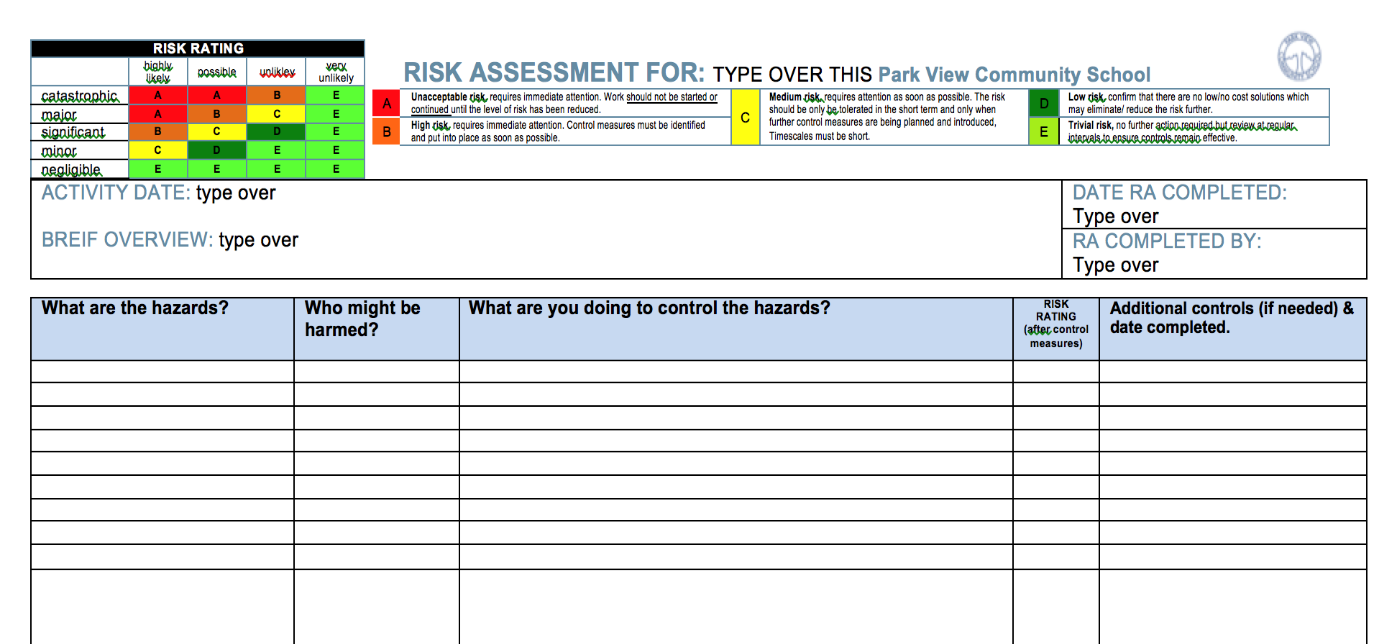 RISK RATING
highly likely possible unlikley very unlikely
catastrophic A A B E
major A B C E
significant B C D E
minor C D E E
negligible E E E E
RISK ASSESSMENT FOR: TYPE OVER THIS Park View Community School
A
Unacceptable risk, requires immediate attention. Work should not be started or
continued until the level of risk has been reduced.
B
High risk, requires immediate attention. Control measures must be identified
and put into place as soon as possible.
C
Medium risk, requires attention as soon as possible. The risk
should be only be tolerated in the short term and only when
further control measures are being planned and introduced,
Timescales must be short.
D
Low risk, confirm that there are no low/no cost solutions which
may eliminate/ reduce the risk further.
E
Trivial risk, no further action required but review at regular
intervals to ensure controls remain effective.
ACTIVITY DATE: type over
BREIF OVERVIEW: type over
DATE RA COMPLETED:
Type over
RA COMPLETED BY:
Type over
What are the hazards?
Who might be
harmed?
What are you doing to control the hazards?
RISK
RATING
(after control
measures)
Additional controls (if needed) &
date completed.